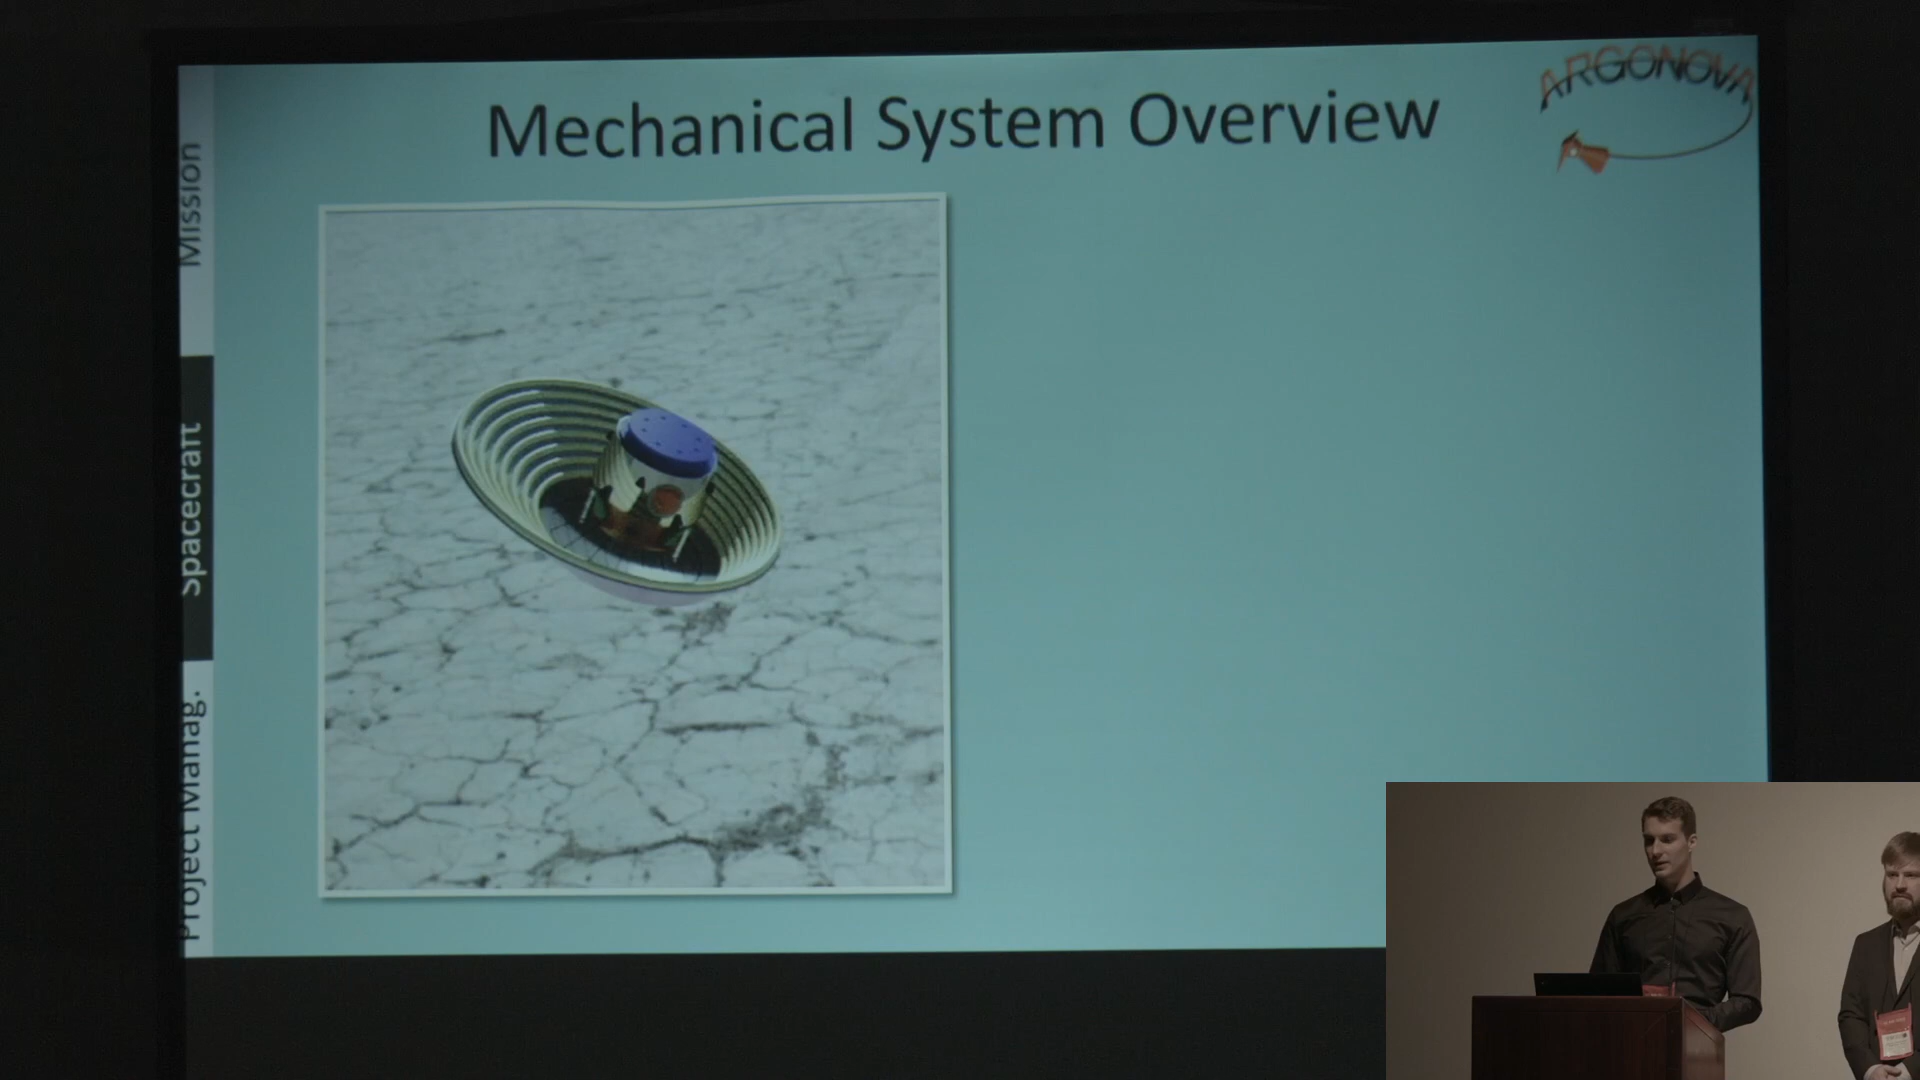 Mechanical System Overview
ARGONOVA
Mission
Spacecraft
Project Manag.